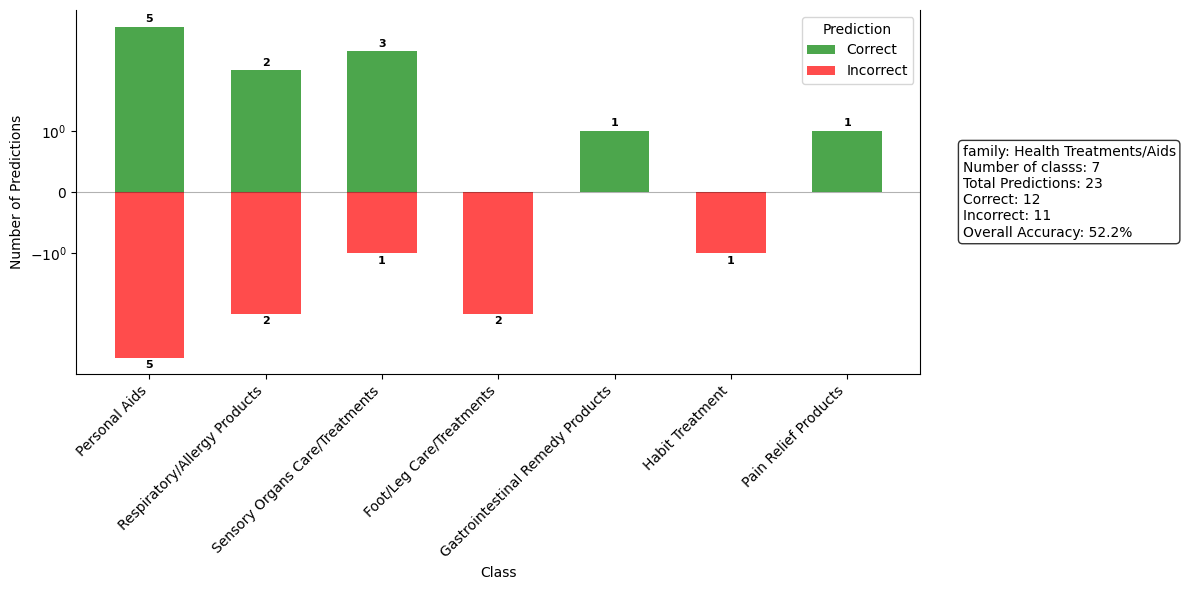 5
2
3
1
1
Prediction
Correct
Incorrect
10⁰
0
−10⁰
Number of Predictions
5
2
1
2
1
family: Health Treatments/Aids
Number of classs: 7
Total Predictions: 23
Correct: 12
Incorrect: 11
Overall Accuracy: 52.2%
Personal Aids
Respiratory/Allergy Products
Sensory Organs Care/Treatments
Foot/Leg Care/Treatments
Gastrointestinal Remedy Products
Habit Treatment
Pain Relief Products
Class